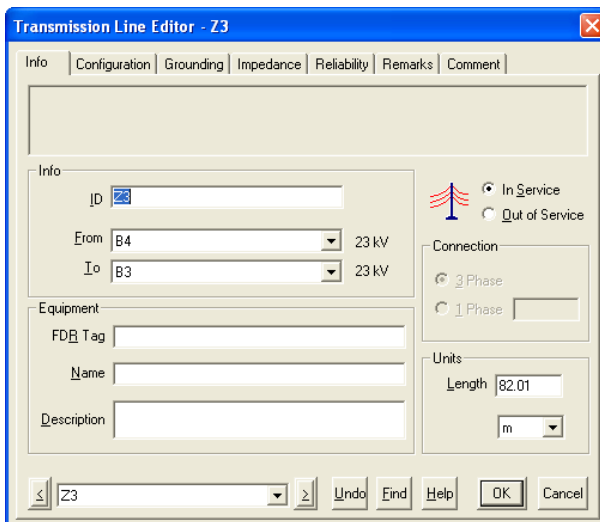 Transmission Line Editor - Z3
Info Configuration Grounding Impedance Reliability Remarks Comment
Info
ID Z3
From B4 23 kV
To B3 23 kV
In Service
Out of Service
Connection
3 Phase
1 Phase
Equipment
FDR Tag
Name
Description
Units
Length 82.01
m
< Z3 > Undo Find Help OK Cancel